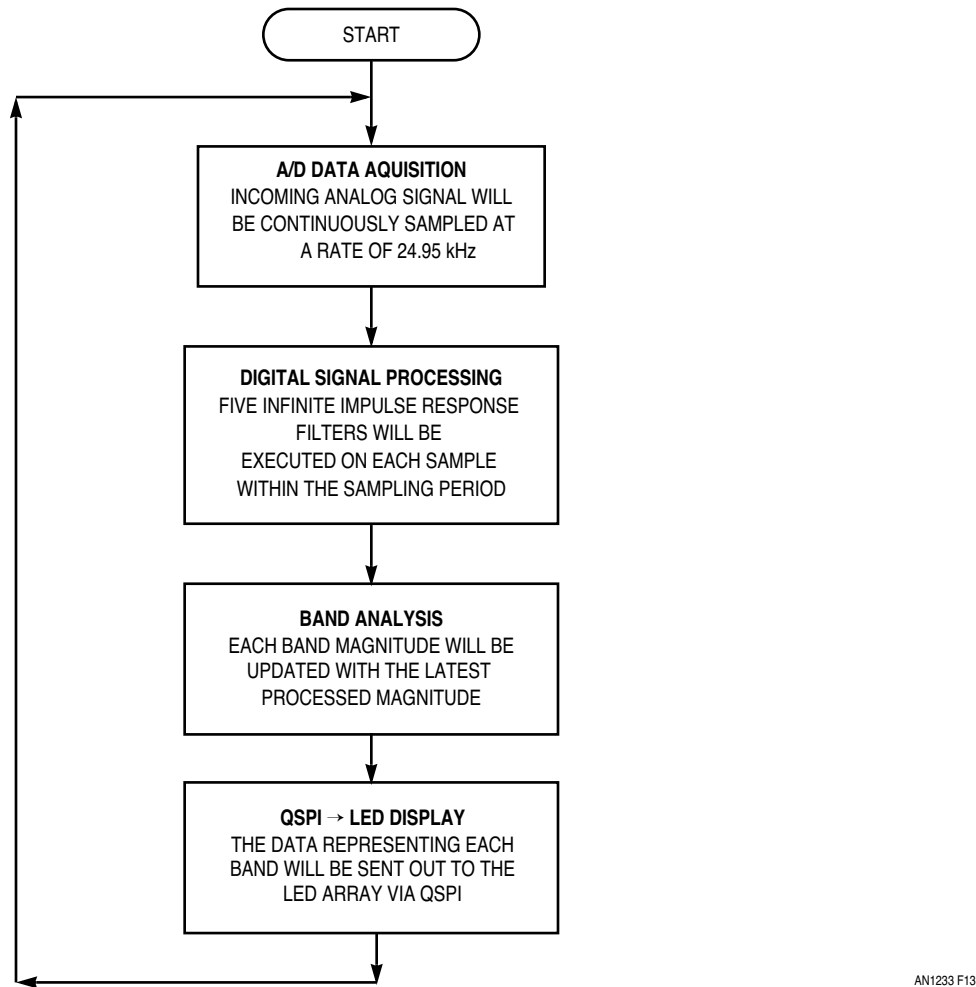 START
A/D DATA AQUISITION
INCOMING ANALOG SIGNAL WILL
BE CONTINUOUSLY SAMPLED AT
A RATE OF 24.95 kHz
DIGITAL SIGNAL PROCESSING
FIVE INFINITE IMPULSE RESPONSE
FILTERS WILL BE
EXECUTED ON EACH SAMPLE
WITHIN THE SAMPLING PERIOD
BAND ANALYSIS
EACH BAND MAGNITUDE WILL BE
UPDATED WITH THE LATEST
PROCESSED MAGNITUDE
QSPI → LED DISPLAY
THE DATA REPRESENTING EACH
BAND WILL BE SENT OUT TO THE
LED ARRAY VIA QSPI
AN1233 F13